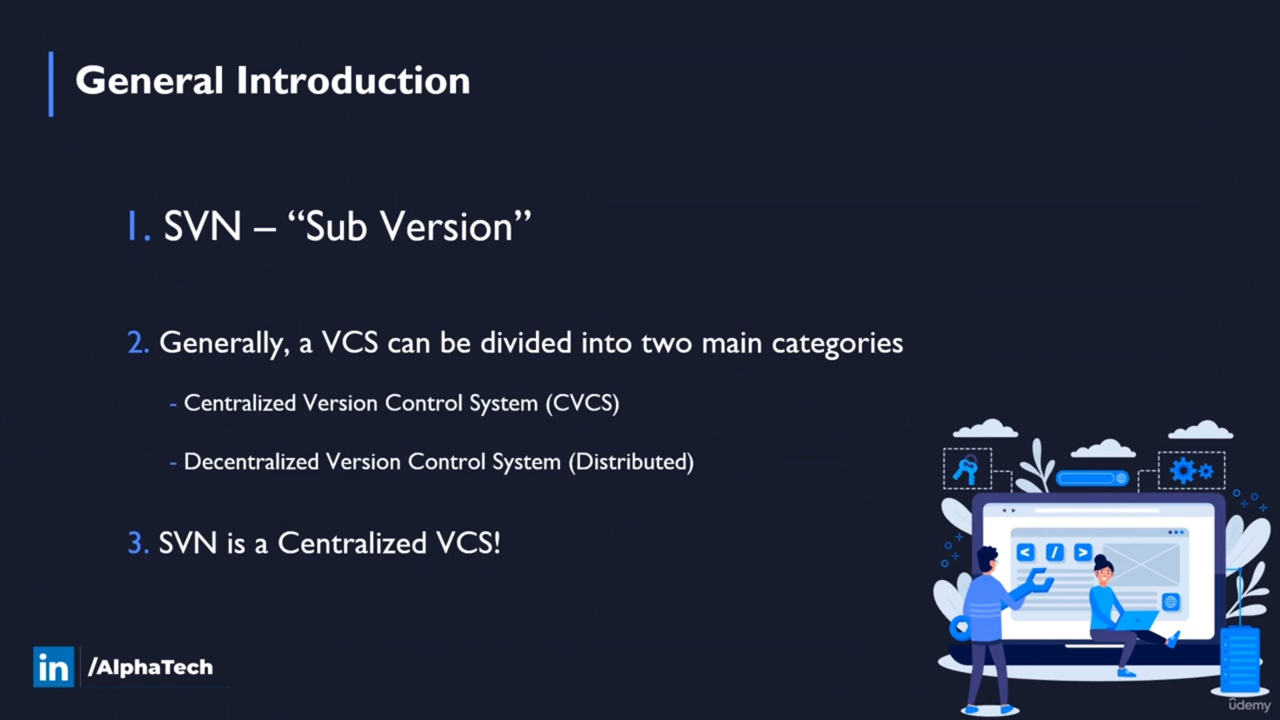 General Introduction
1. SVN – “Sub Version”
2. Generally, a VCS can be divided into two main categories
- Centralized Version Control System (CVCS)
- Decentralized Version Control System (Distributed)
3. SVN is a Centralized VCS!
< / >
in /AlphaTech
ûdemy